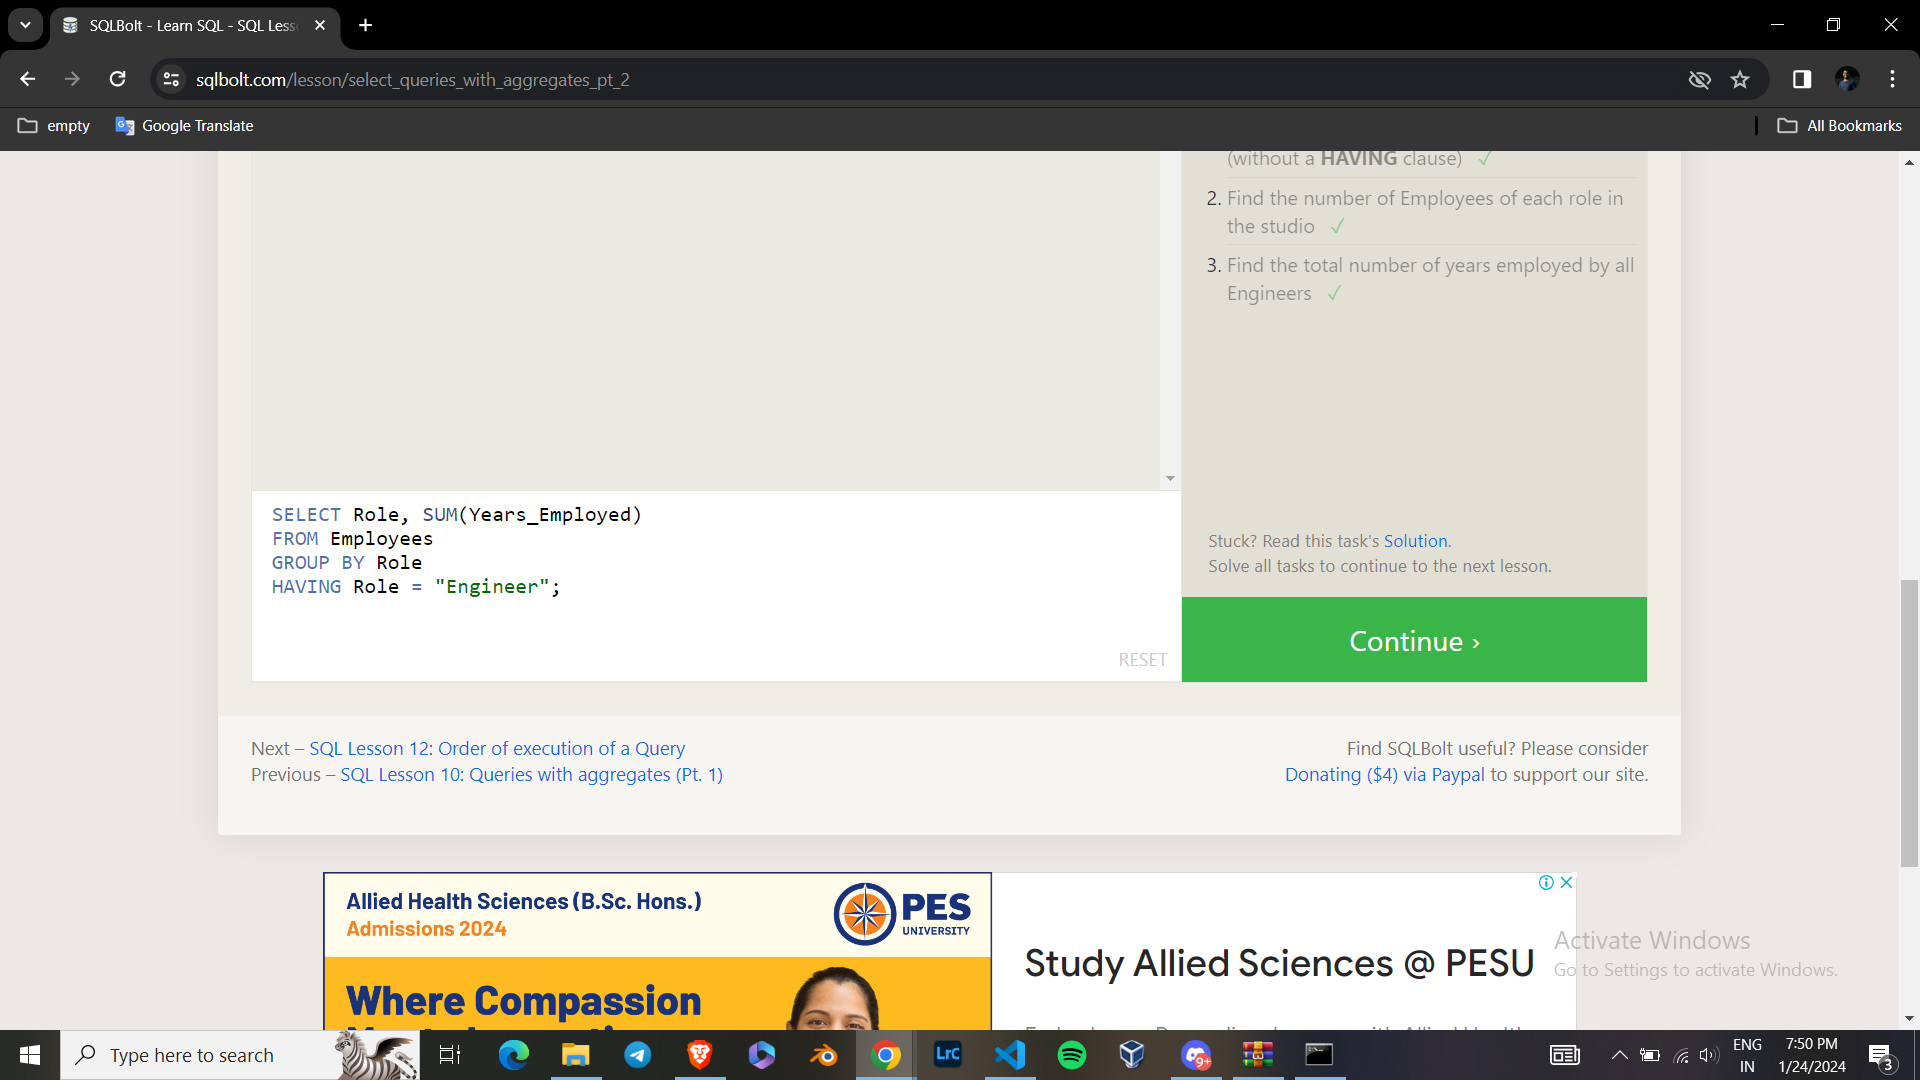 SQLBolt - Learn SQL - SQL Less
sqlbolt.com/lesson/select_queries_with_aggregates_pt_2
empty
Google Translate
All Bookmarks
(without a HAVING clause) ✓
2. Find the number of Employees of each role in
the studio ✓
3. Find the total number of years employed by all
Engineers ✓
SELECT Role, SUM(Years_Employed)
FROM Employees
GROUP BY Role
HAVING Role = "Engineer";
RESET
Stuck? Read this task's Solution.
Solve all tasks to continue to the next lesson.
Continue ›
Next – SQL Lesson 12: Order of execution of a Query
Previous – SQL Lesson 10: Queries with aggregates (Pt. 1)
Find SQLBolt useful? Please consider
Donating ($4) via Paypal to support our site.
Allied Health Sciences (B.Sc. Hons.)
Admissions 2024
PES
UNIVERSITY
Where Compassion
Study Allied Sciences @ PESU
Activate Windows
Go to Settings to activate Windows.
Type here to search
Lrc
9+
ENG
IN
7:50 PM
1/24/2024
3